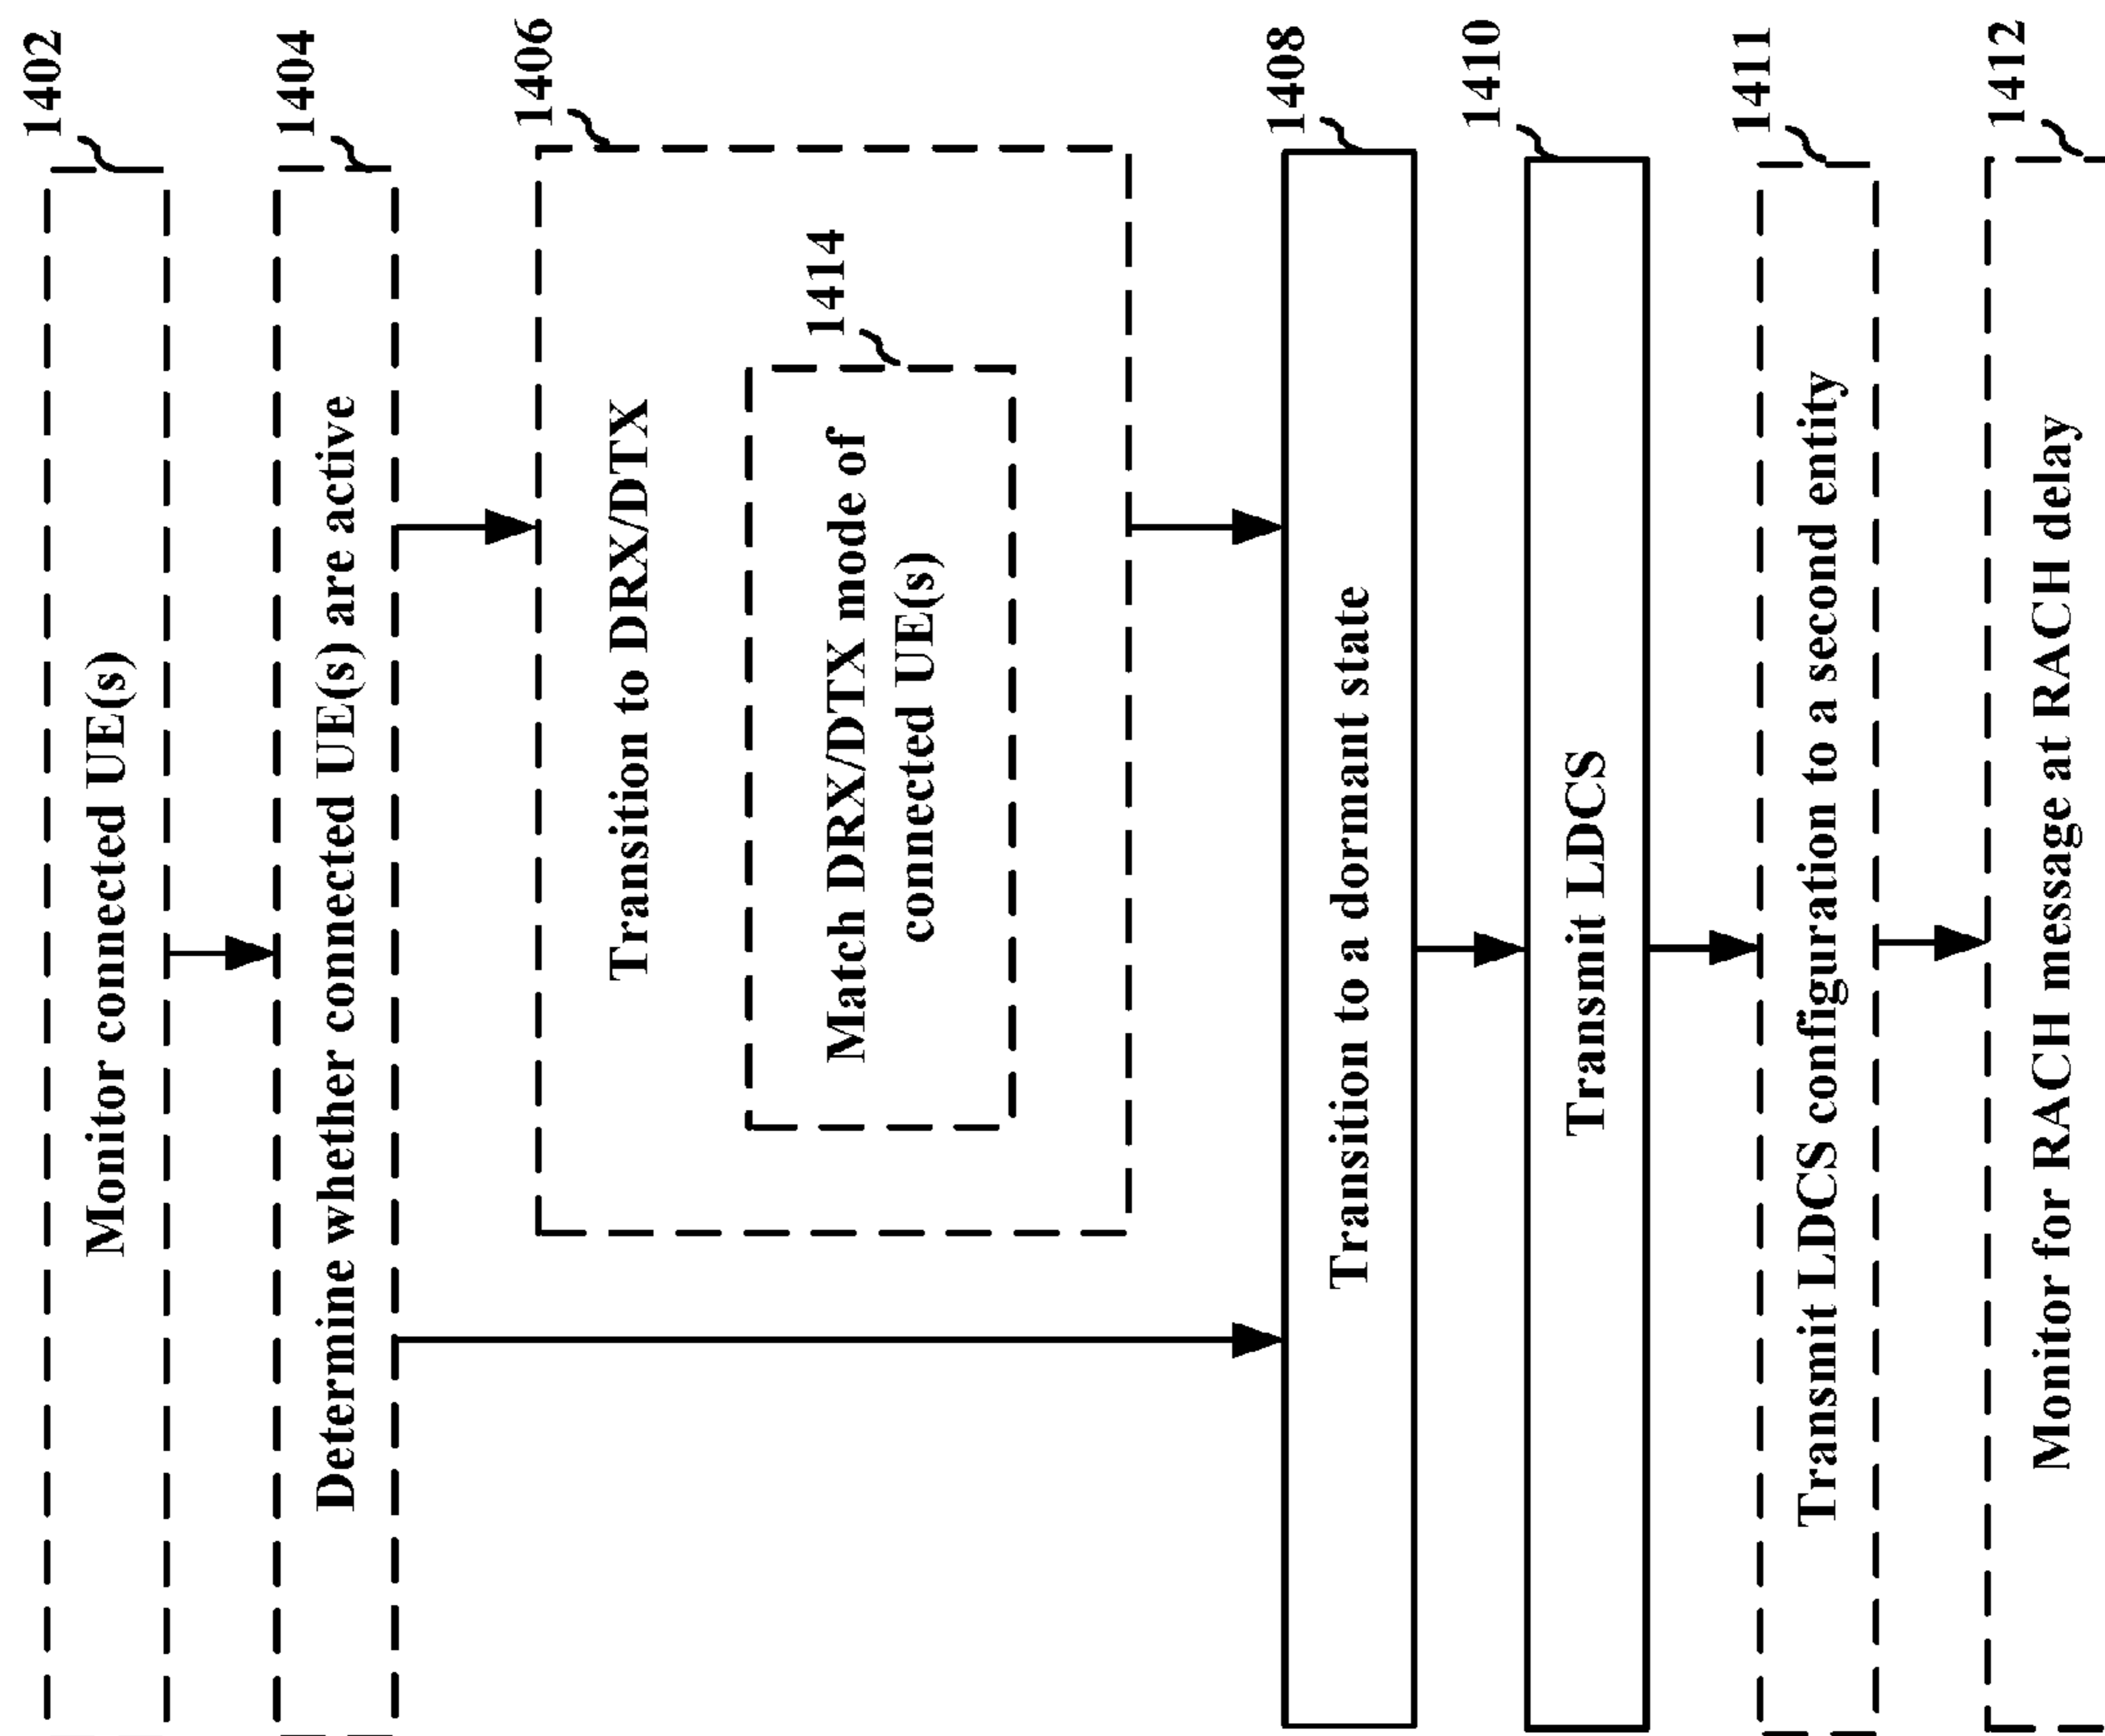 1402
Monitor connected UE(s)
1404
Determine whether connected UE(s) are active
1406
Transition to DRX/DTX
1414
Match DRX/DTX mode of
connected UE(s)
1408
Transition to a dormant state
1410
Transmit LDCS
1411
Transmit LDCS configuration to a second entity
1412
Monitor for RACH message at RACH delay